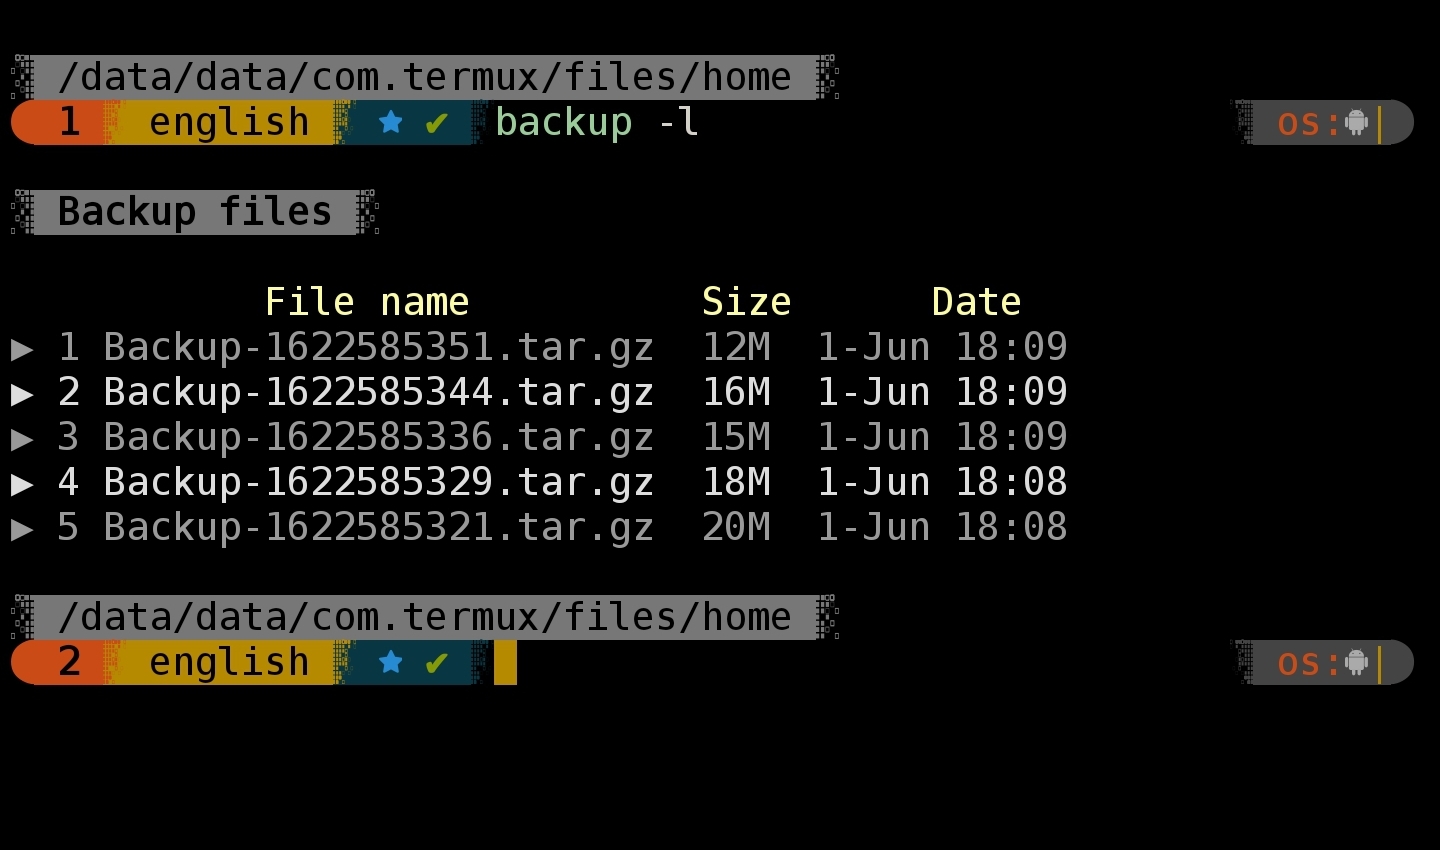 /data/data/com.termux/files/home
1 english ★ ✔ backup -l os:
Backup files
File name Size Date
▶ 1 Backup-1622585351.tar.gz 12M 1-Jun 18:09
▶ 2 Backup-1622585344.tar.gz 16M 1-Jun 18:09
▶ 3 Backup-1622585336.tar.gz 15M 1-Jun 18:09
▶ 4 Backup-1622585329.tar.gz 18M 1-Jun 18:08
▶ 5 Backup-1622585321.tar.gz 20M 1-Jun 18:08
/data/data/com.termux/files/home
2 english ★ ✔ os: